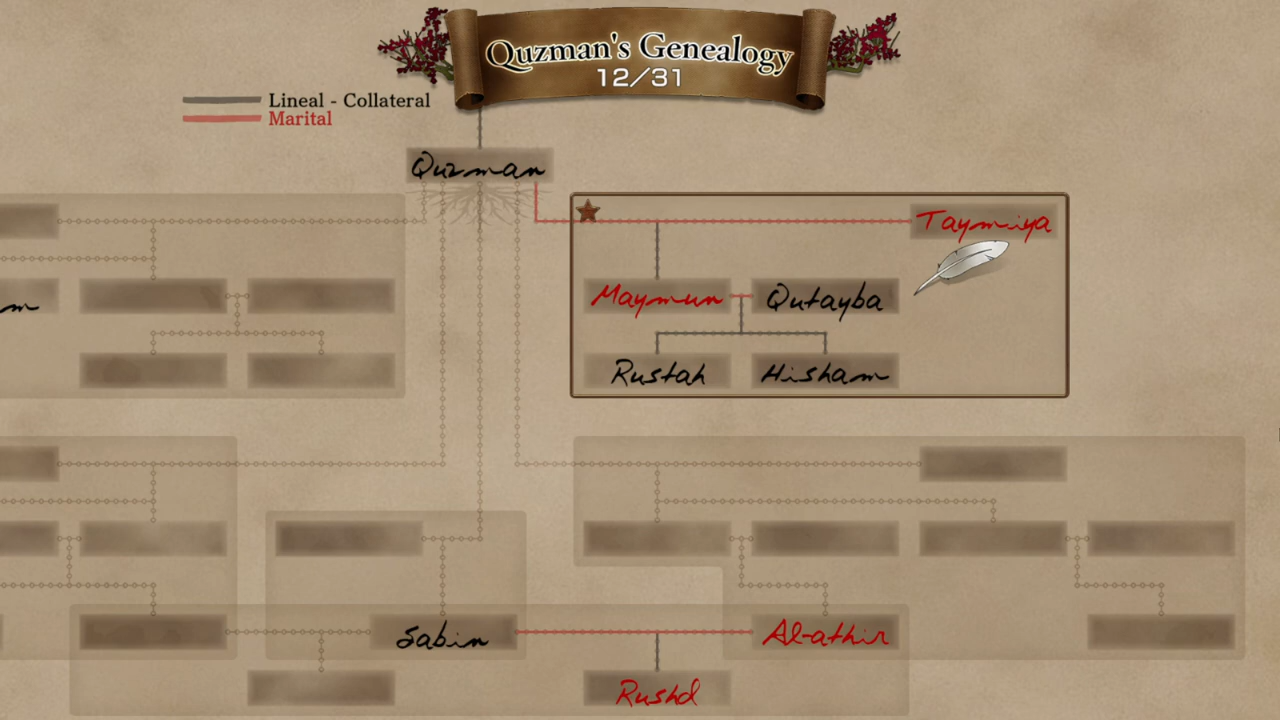 Quzman's Genealogy
12/31
Lineal - Collateral
Marital
Quzman
Taymiya
Maymun
Qutayba
m
Rustah
Hisham
Sabin
Al-athir
Rushd